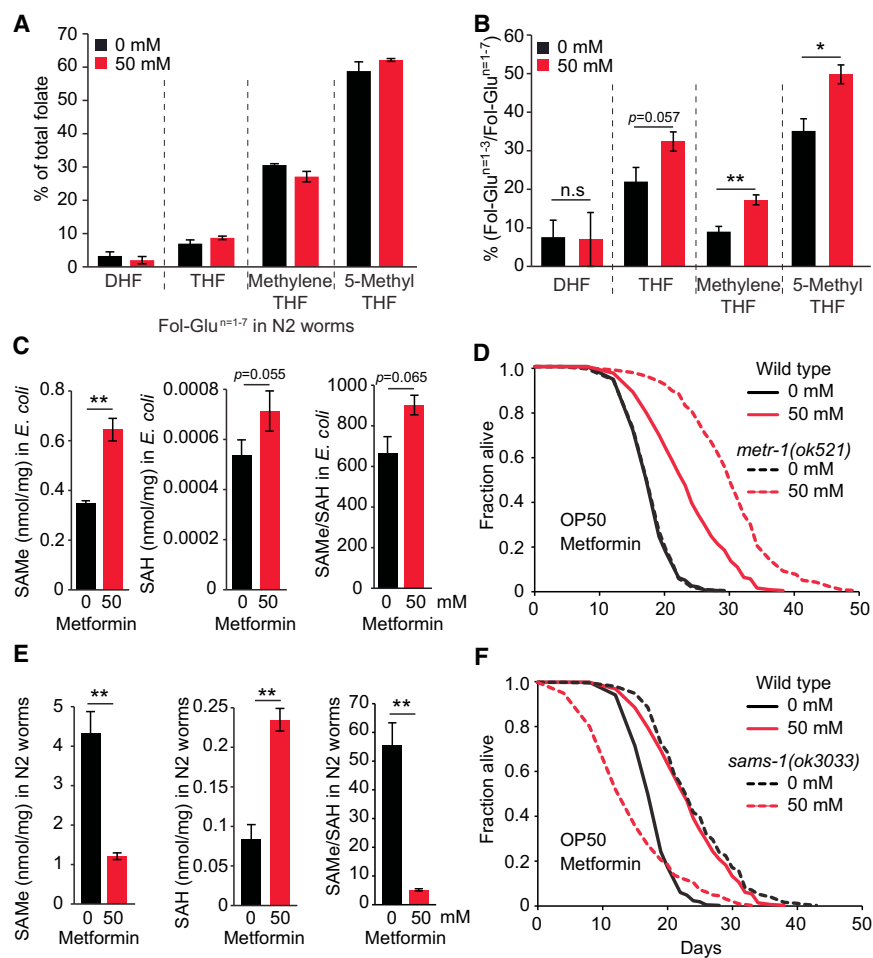 A
0 mM
50 mM
% of total folate
70
60
50
40
30
20
10
0
DHF
THF
Methylene THF
5-Methyl THF
Fol-Glu^n=1-7 in N2 worms
B
0 mM
50 mM
% (Fol-Glu^n=1-3/Fol-Glu^n=1-7)
60
50
40
30
20
10
0
n.s
p=0.057
**
*
DHF
THF
Methylene THF
5-Methyl THF
C
SAMe (nmol/mg) in E. coli
0.8
0.6
0.4
0.2
0
**
0 50
Metformin
SAH (nmol/mg) in E. coli
0.0008
0.0006
0.0004
0.0002
0
p=0.055
0 50
Metformin
SAMe/SAH in E. coli
1000
800
600
400
200
0
p=0.065
0 50 mM
Metformin
D
Fraction alive
1.0
0.8
0.6
0.4
0.2
0
0 10 20 30 40 50
Wild type
0 mM
50 mM
metr-1(ok521)
0 mM
50 mM
OP50
Metformin
E
SAMe (nmol/mg) in N2 worms
5
4
3
2
1
0
**
0 50
Metformin
SAH (nmol/mg) in N2 worms
0.25
0.2
0.15
0.1
0.05
0
**
0 50
Metformin
SAMe/SAH in N2 worms
70
60
50
40
30
20
10
0
**
0 50 mM
Metformin
F
Fraction alive
1.0
0.8
0.6
0.4
0.2
0
0 10 20 30 40 50
Days
Wild type
0 mM
50 mM
sams-1(ok3033)
0 mM
50 mM
OP50
Metformin